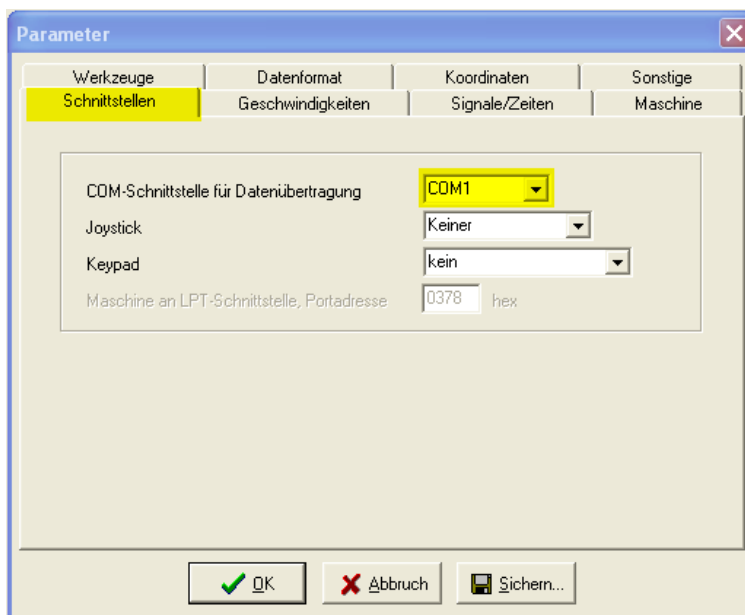 Parameter
Werkzeuge Datenformat Koordinaten Sonstige
Schnittstellen Geschwindigkeiten Signale/Zeiten Maschine
COM-Schnittstelle für Datenübertragung COM1
Joystick Keiner
Keypad kein
Maschine an LPT-Schnittstelle, Portadresse 0378 hex
OK Abbruch Sichern...